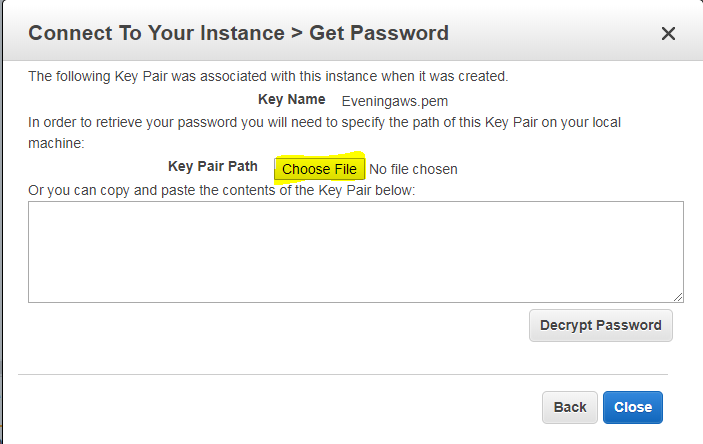 Connect To Your Instance > Get Password
The following Key Pair was associated with this instance when it was created.
Key Name Eveningaws.pem
In order to retrieve your password you will need to specify the path of this Key Pair on your local
machine:
Key Pair Path Choose File No file chosen
Or you can copy and paste the contents of the Key Pair below:
Decrypt Password
Back Close